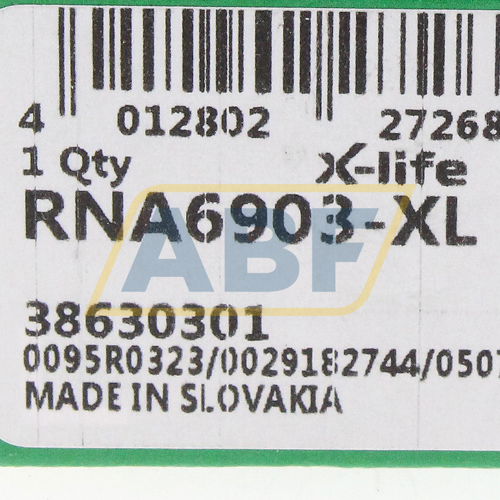 4 012802 27268
1 Qty X-life
RNA6903-XL
ABF
38630301
0095R0323/0029182744/0507
MADE IN SLOVAKIA